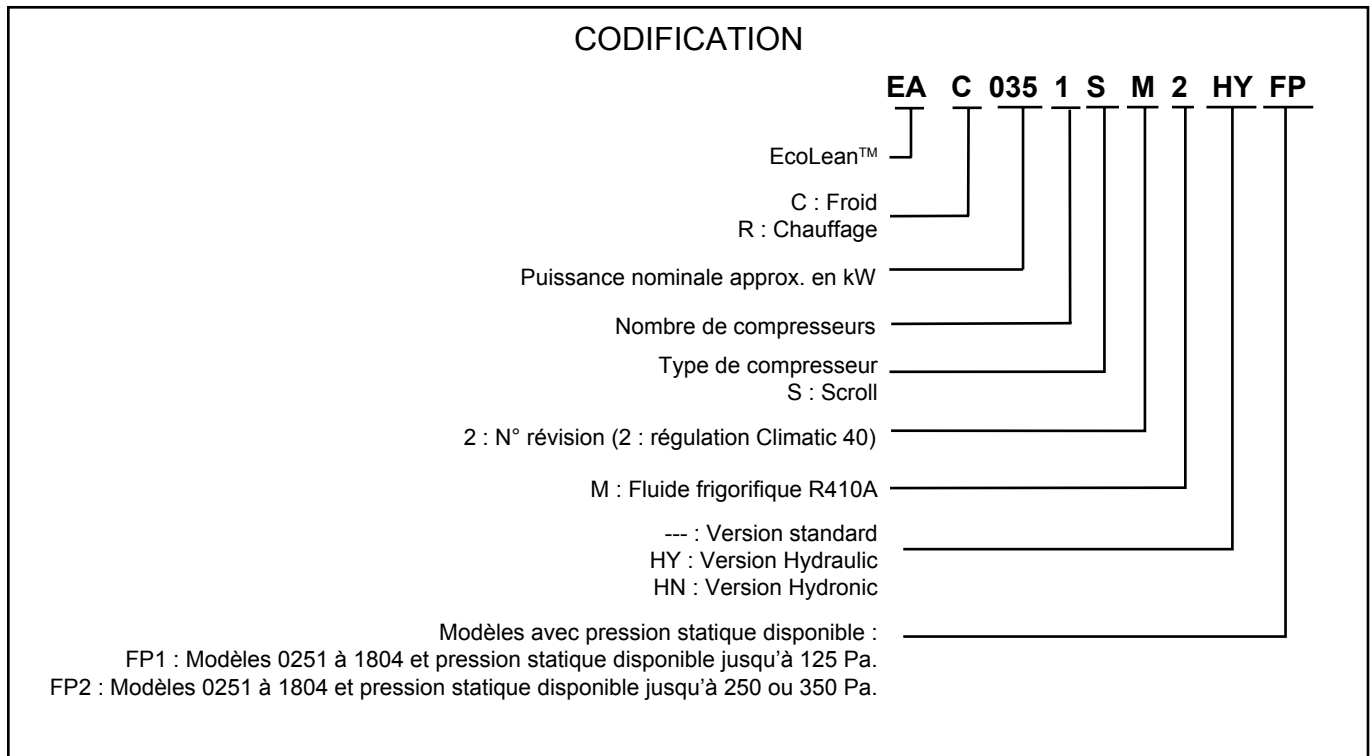 CODIFICATION
EA C 035 1 S M 2 HY FP
EcoLean™
C : Froid
R : Chauffage
Puissance nominale approx. en kW
Nombre de compresseurs
Type de compresseur
S : Scroll
2 : N° révision (2 : régulation Climatic 40)
M : Fluide frigorifique R410A
--- : Version standard
HY : Version Hydraulic
HN : Version Hydronic
Modèles avec pression statique disponible :
FP1 : Modèles 0251 à 1804 et pression statique disponible jusqu’à 125 Pa.
FP2 : Modèles 0251 à 1804 et pression statique disponible jusqu’à 250 ou 350 Pa.